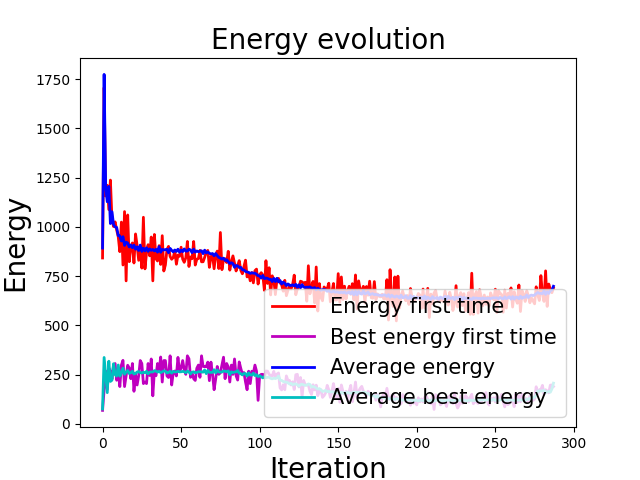 Energy evolution
Energy
1750
1500
1250
1000
750
500
250
0
Energy first time
Best energy first time
Average energy
Average best energy
0 50 100 150 200 250 300
Iteration